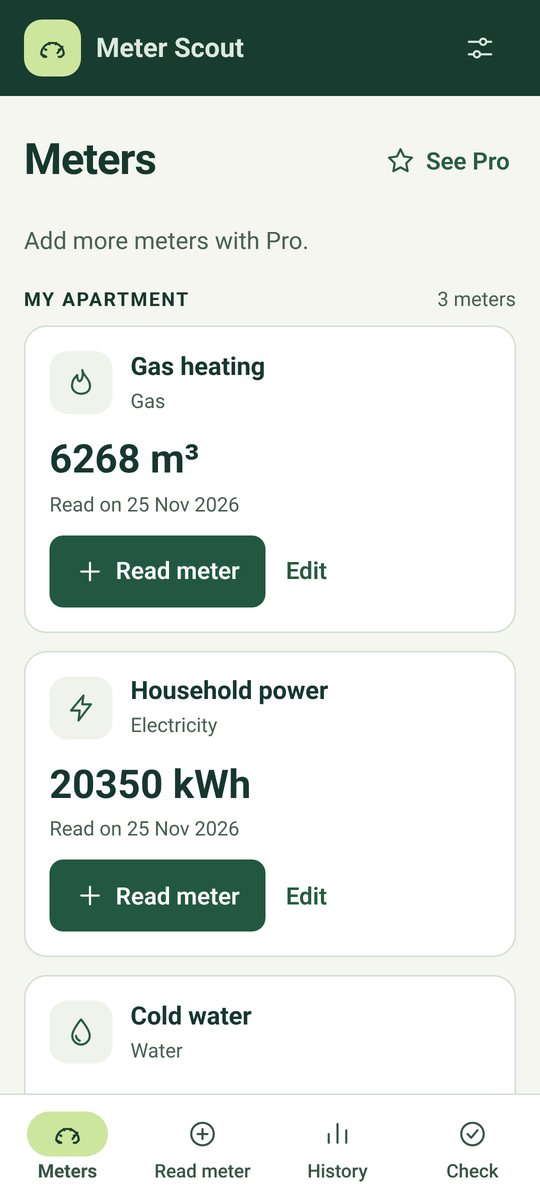 Meter Scout
Meters
See Pro
Add more meters with Pro.
MY APARTMENT
3 meters
Gas heating
Gas
6268 m³
Read on 25 Nov 2026
Read meter
Edit
Household power
Electricity
20350 kWh
Read on 25 Nov 2026
Read meter
Edit
Cold water
Water
Meters
Read meter
History
Check